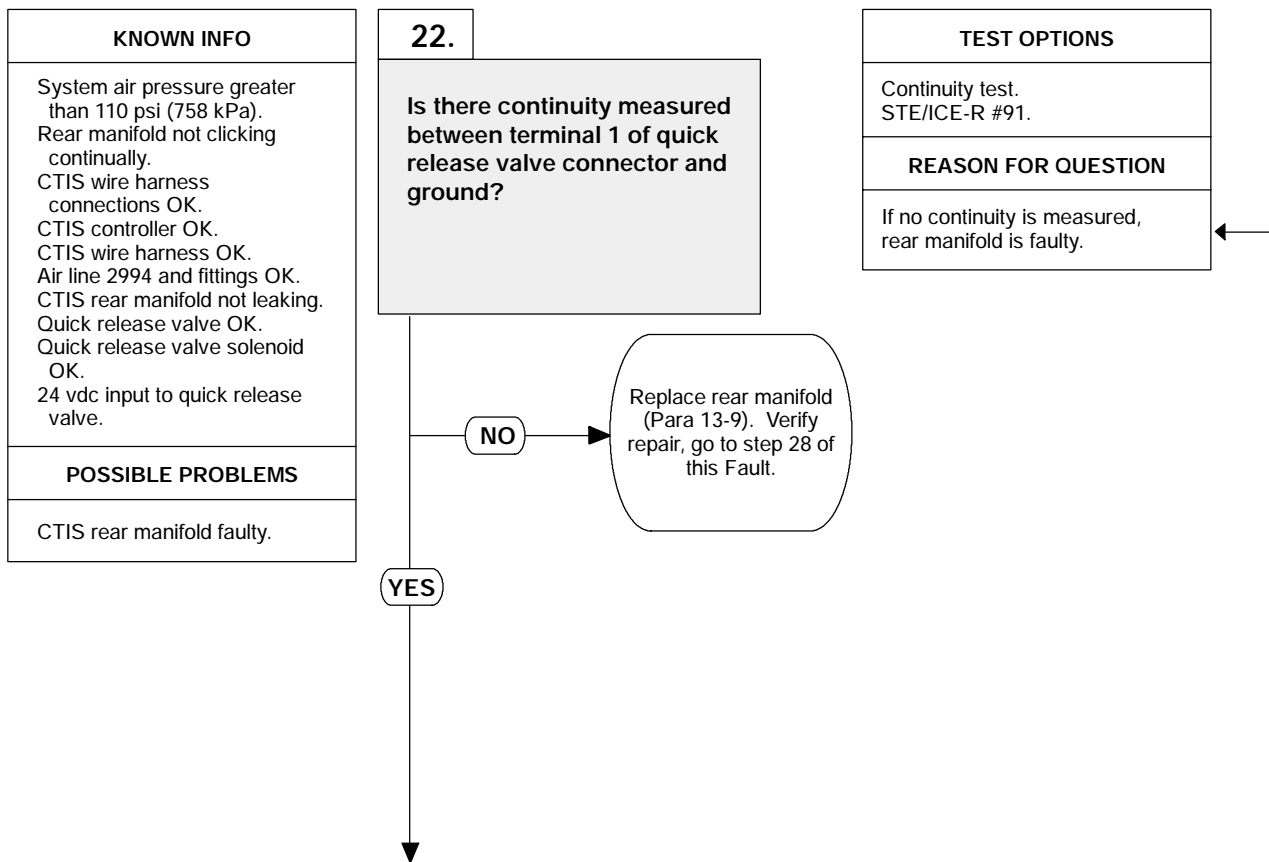 KNOWN INFO
System air pressure greater
than 110 psi (758 kPa).
Rear manifold not clicking
continually.
CTIS wire harness
connections OK.
CTIS controller OK.
CTIS wire harness OK.
Air line 2994 and fittings OK.
CTIS rear manifold not leaking.
Quick release valve OK.
Quick release valve solenoid
OK.
24 vdc input to quick release
valve.
POSSIBLE PROBLEMS
CTIS rear manifold faulty.
22.
Is there continuity measured
between terminal 1 of quick
release valve connector and
ground?
NO
Replace rear manifold
(Para 13-9). Verify
repair, go to step 28 of
this Fault.
YES
TEST OPTIONS
Continuity test.
STE/ICE-R #91.
REASON FOR QUESTION
If no continuity is measured,
rear manifold is faulty.